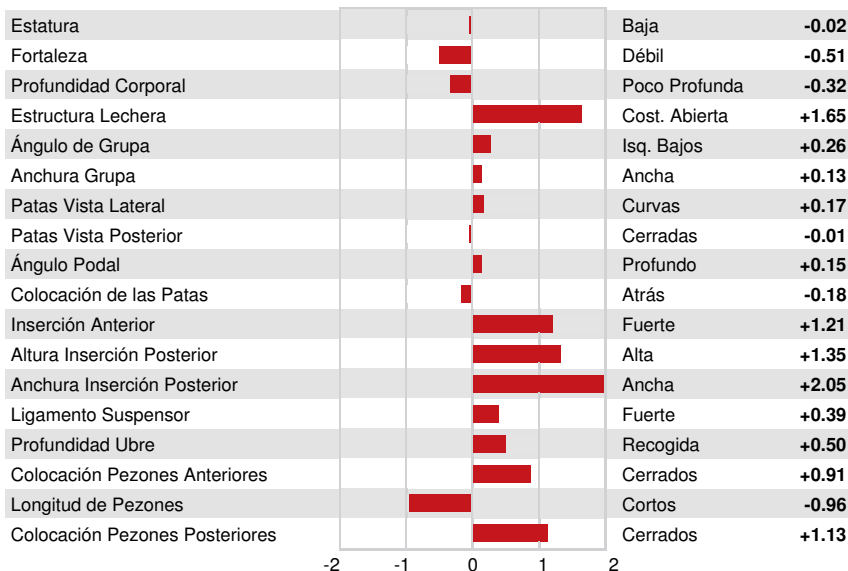 Estatura Baja -0.02
Fortaleza Débil -0.51
Profundidad Corporal Poco Profunda -0.32
Estructura Lechera Cost. Abierta +1.65
Ángulo de Grupa Isq. Bajos +0.26
Anchura Grupa Ancha +0.13
Patas Vista Lateral Curvas +0.17
Patas Vista Posterior Cerradas -0.01
Ángulo Podal Profundo +0.15
Colocación de las Patas Atrás -0.18
Inserción Anterior Fuerte +1.21
Altura Inserción Posterior Alta +1.35
Anchura Inserción Posterior Ancha +2.05
Ligamento Suspensor Fuerte +0.39
Profundidad Ubre Recogida +0.50
Colocación Pezones Anteriores Cerrados +0.91
Longitud de Pezones Cortos -0.96
Colocación Pezones Posteriores Cerrados +1.13
-2 -1 0 1 2